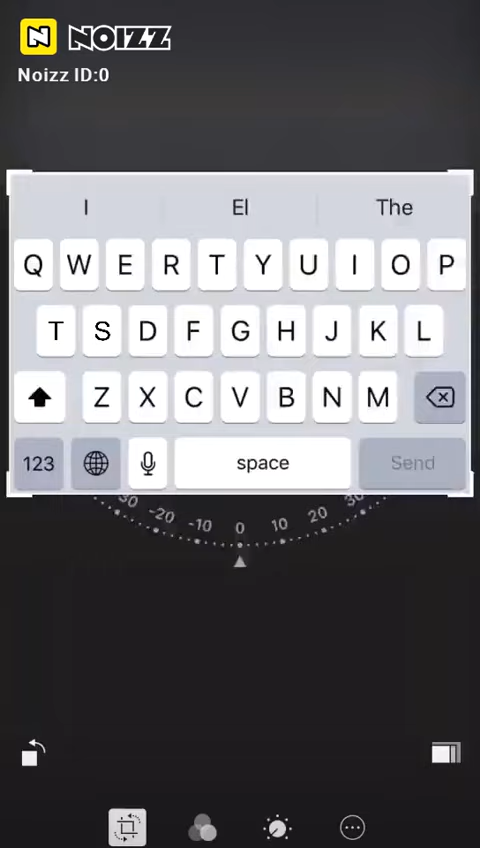 NOIZZ
Noizz ID:0
I El The
Q W E R T Y U I O P
T S D F G H J K L
Z X C V B N M
123 space Send
30 -20 -10 0 10 20 30